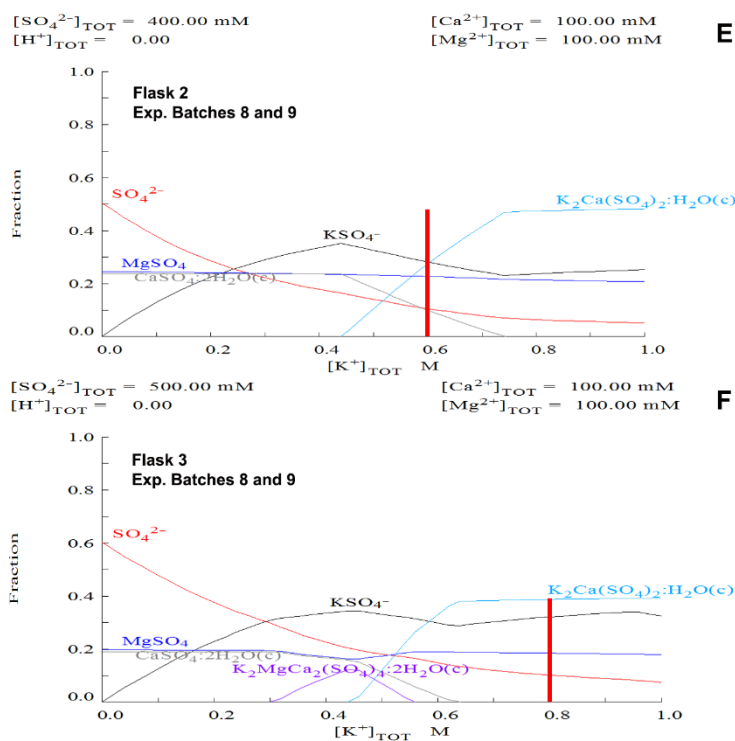 [SO₄²⁻]TOT = 400.00 mM [Ca²⁺]TOT = 100.00 mM E
[H⁺]TOT = 0.00 [Mg²⁺]TOT = 100.00 mM
1.0
Flask 2
Exp. Batches 8 and 9
0.8
0.6
SO₄²⁻
K₂Ca(SO₄)₂:H₂O(c)
Fraction
0.4
KSO₄⁻
MgSO₄
CaSO₄:2H₂O(c)
0.2
0.0
0.0 0.2 0.4 0.6 0.8 1.0
[K⁺]TOT M
[SO₄²⁻]TOT = 500.00 mM [Ca²⁺]TOT = 100.00 mM F
[H⁺]TOT = 0.00 [Mg²⁺]TOT = 100.00 mM
1.0
Flask 3
Exp. Batches 8 and 9
0.8
0.6
SO₄²⁻
Fraction
0.4
KSO₄⁻
K₂Ca(SO₄)₂:H₂O(c)
MgSO₄
0.2
CaSO₄:2H₂O(c)
K₂MgCa₂(SO₄)₄:2H₂O(c)
0.0
0.0 0.2 0.4 0.6 0.8 1.0
[K⁺]TOT M